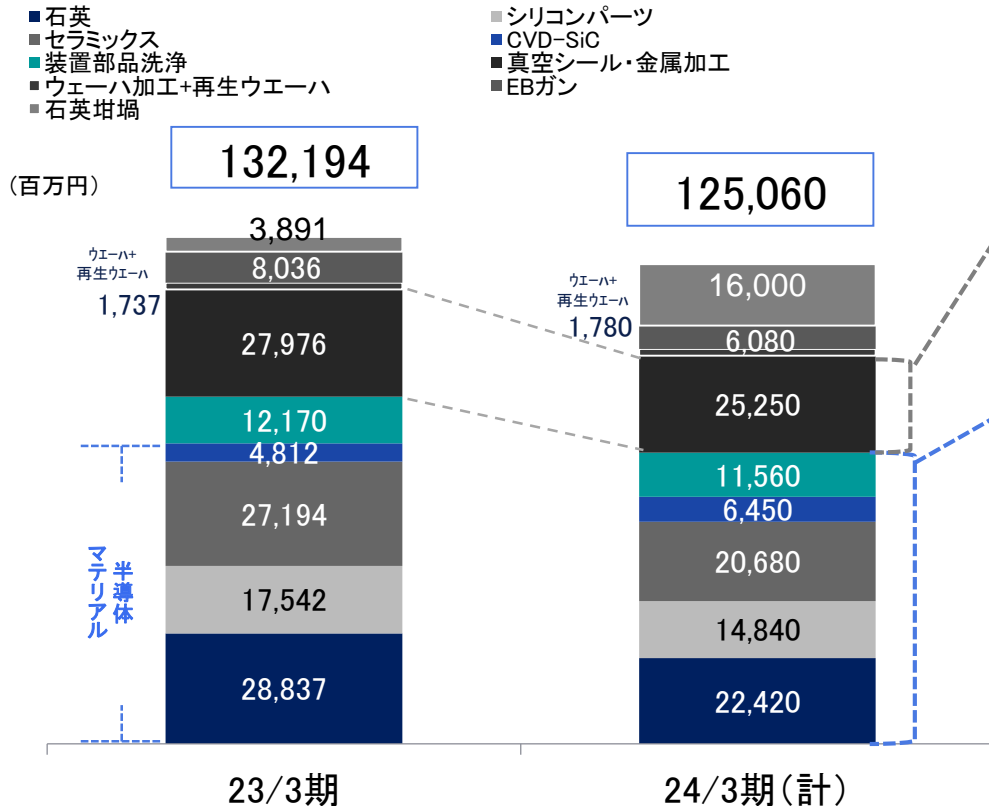 石英
シリコンパーツ
セラミックス
CVD-SiC
装置部品洗浄
真空シール・金属加工
ウェーハ加工+再生ウエーハ
EBガン
石英坩堝
(百万円)
132,194
125,060
3,891
ウエーハ+
再生ウエーハ
8,036
1,737
27,976
12,170
4,812
27,194
17,542
28,837
半導体
マテリアル
16,000
ウエーハ+
再生ウエーハ
1,780
6,080
25,250
11,560
6,450
20,680
14,840
22,420
23/3期
24/3期(計)